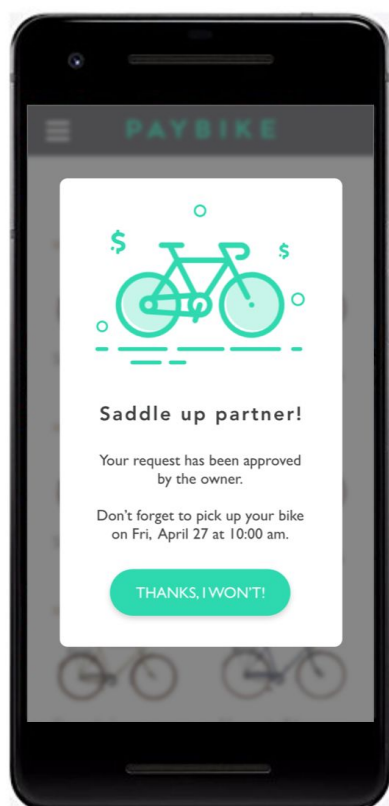 PAYBIKE
$
$
Saddle up partner!
Your request has been approved
by the owner.
Don't forget to pick up your bike
on Fri, April 27 at 10:00 am.
THANKS, I WON'T!